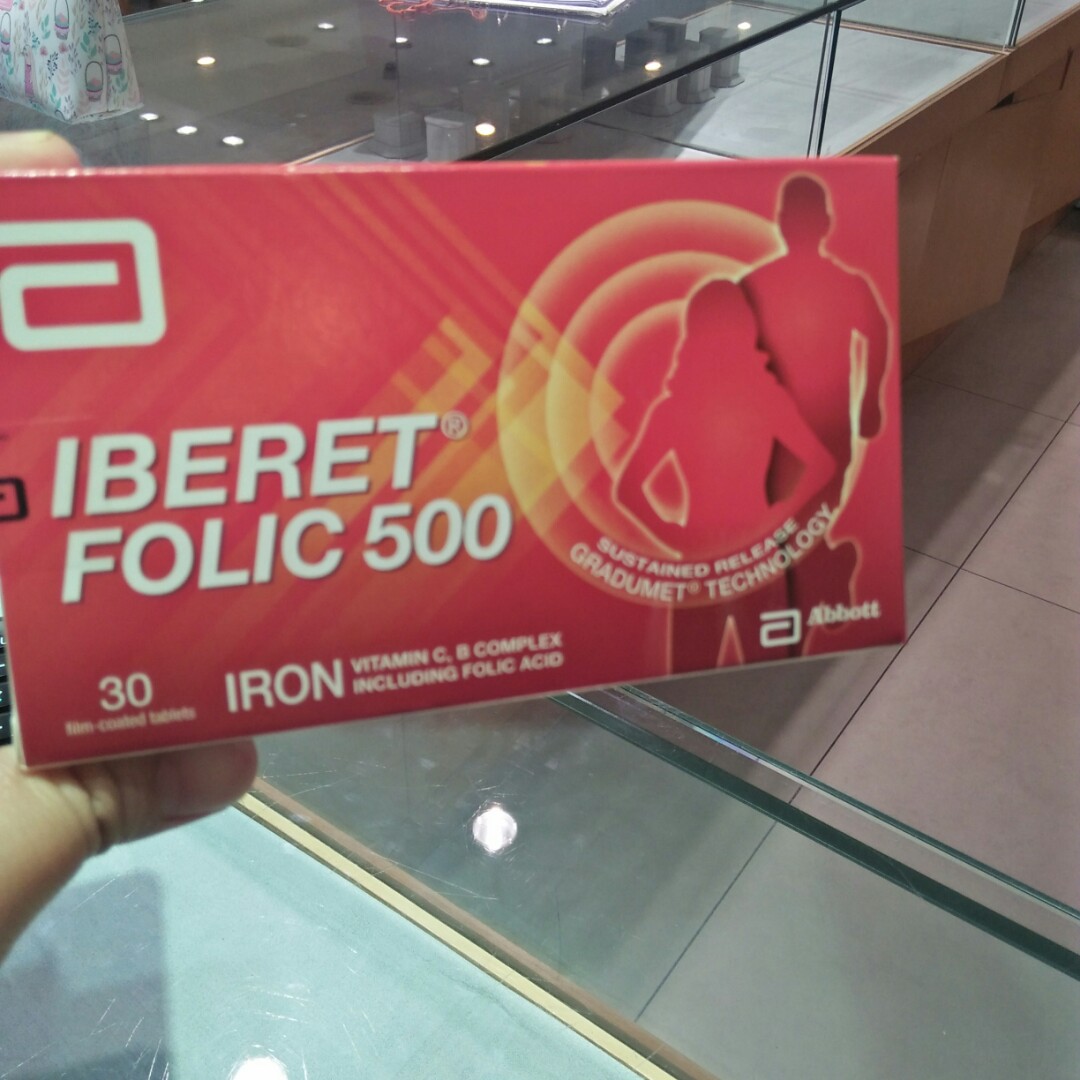 IBERET®
FOLIC 500
SUSTAINED RELEASE
GRADUMET® TECHNOLOGY
Abbott
30
film-coated tablets
IRON
VITAMIN C, B COMPLEX
INCLUDING FOLIC ACID